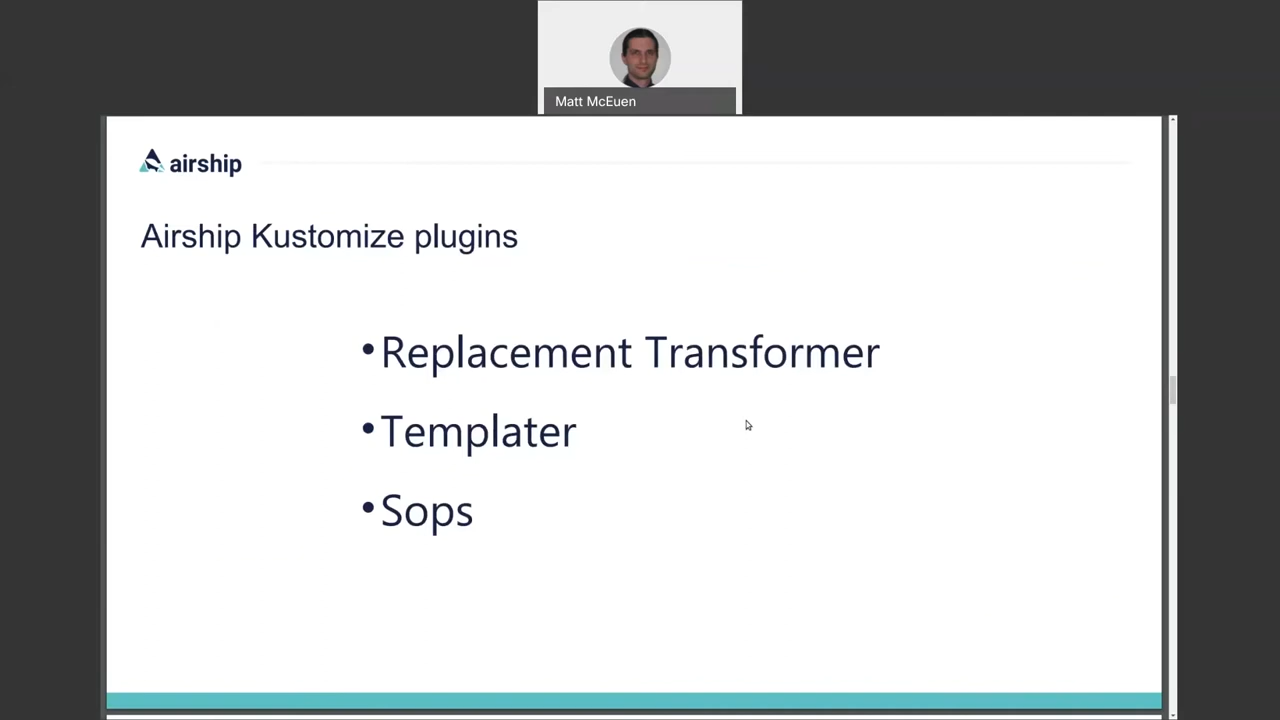 Matt McEuen
airship
Airship Kustomize plugins
•Replacement Transformer
•Templater
•Sops